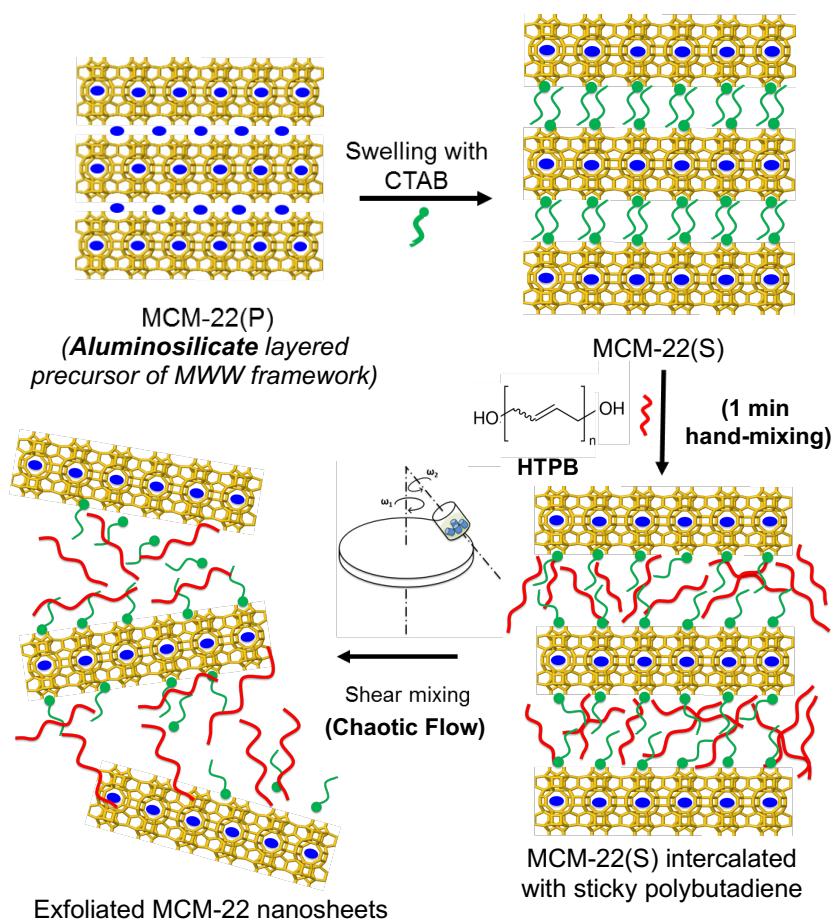 Swelling with
CTAB
MCM-22(P)
(Aluminosilicate layered
precursor of MWW framework)
MCM-22(S)
HO
OH
n
HTPB
(1 min
hand-mixing)
ω1
ω2
Shear mixing
(Chaotic Flow)
MCM-22(S) intercalated
with sticky polybutadiene
Exfoliated MCM-22 nanosheets